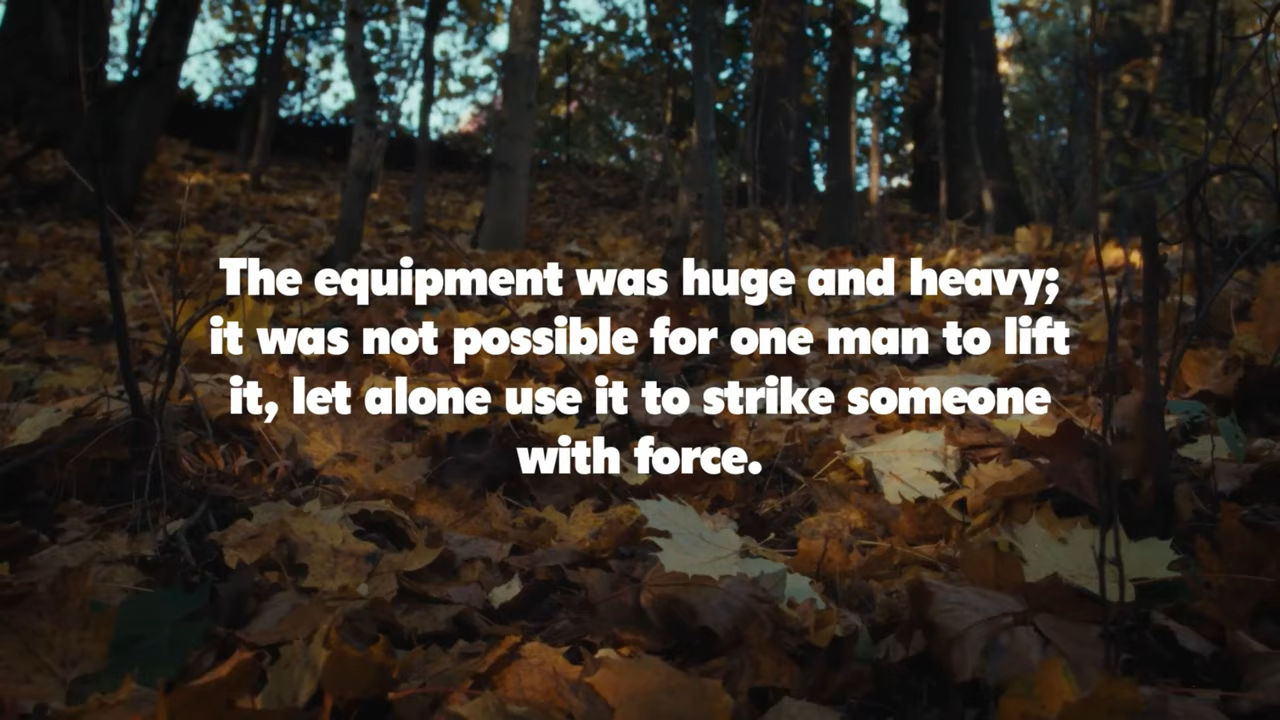 The equipment was huge and heavy;
it was not possible for one man to lift
it, let alone use it to strike someone
with force.